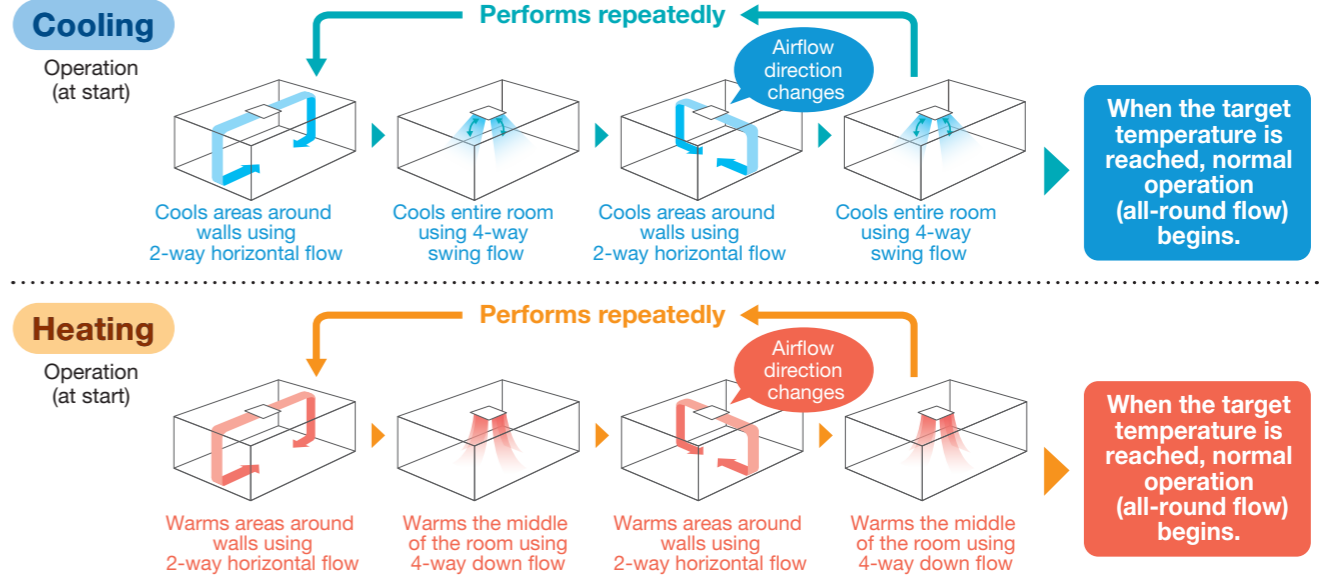 Cooling
Operation
(at start)
Performs repeatedly
Airflow
direction
changes
Cools areas around
walls using
2-way horizontal flow
Cools entire room
using 4-way
swing flow
Cools areas around
walls using
2-way horizontal flow
Cools entire room
using 4-way
swing flow
When the target
temperature is
reached, normal
operation
(all-round flow)
begins.
Heating
Operation
(at start)
Performs repeatedly
Airflow
direction
changes
Warms areas around
walls using
2-way horizontal flow
Warms the middle
of the room using
4-way down flow
Warms areas around
walls using
2-way horizontal flow
Warms the middle
of the room using
4-way down flow
When the target
temperature is
reached, normal
operation
(all-round flow)
begins.